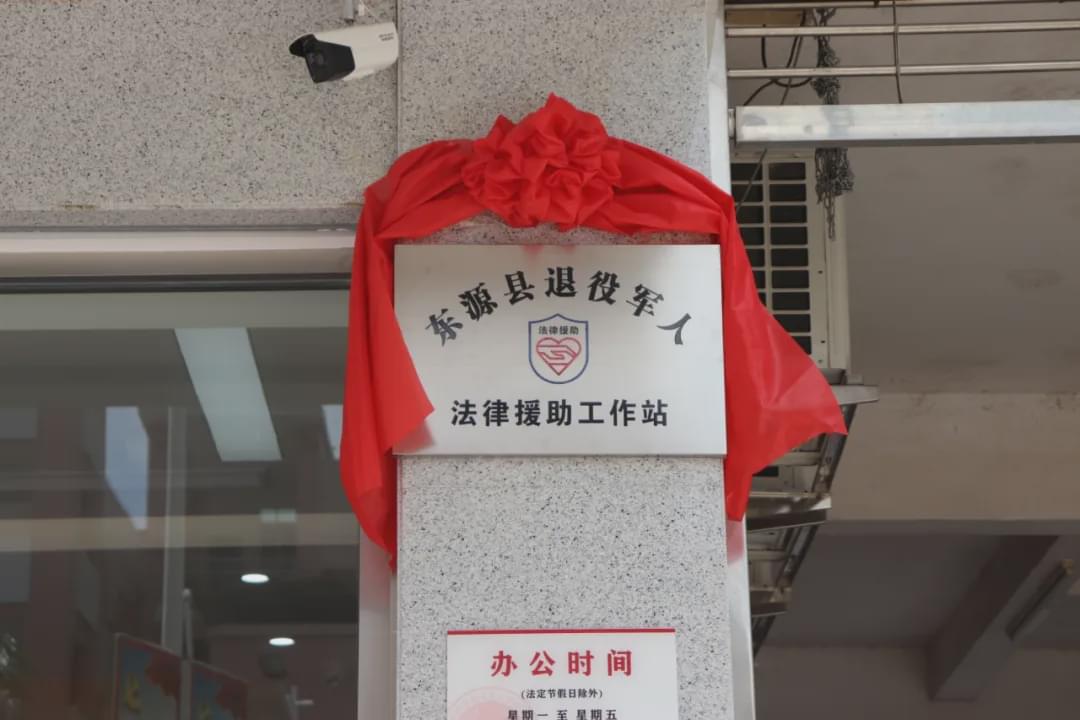 东源县退役军人
法律援助
法律援助工作站
办公时间
(法定节假日除外)
星期一 至 星期五